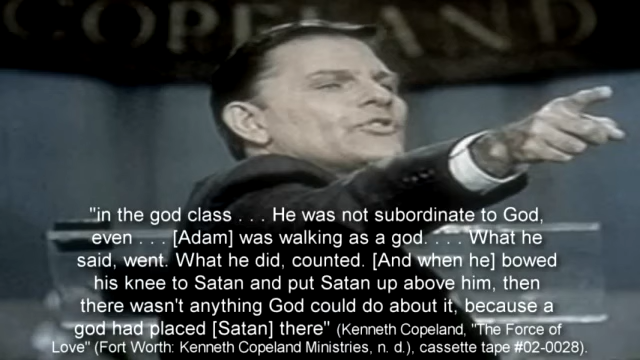 COPELAND
"in the god class . . . He was not subordinate to God,
even . . . [Adam] was walking as a god. . . . What he
said, went. What he did, counted. [And when he] bowed
his knee to Satan and put Satan up above him, then
there wasn't anything God could do about it, because a
god had placed [Satan] there" (Kenneth Copeland, "The Force of
Love" (Fort Worth: Kenneth Copeland Ministries, n. d.), cassette tape #02-0028).